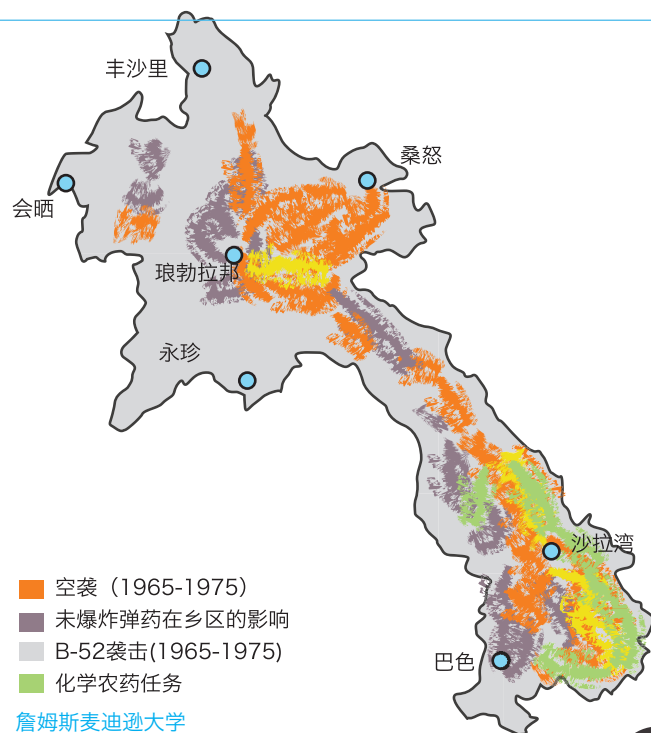 丰沙里
桑怒
会晒
琅勃拉邦
永珍
沙拉湾
巴色
空袭（1965-1975）
未爆炸弹药在乡区的影响
B-52袭击(1965-1975)
化学农药任务
詹姆斯麦迪逊大学